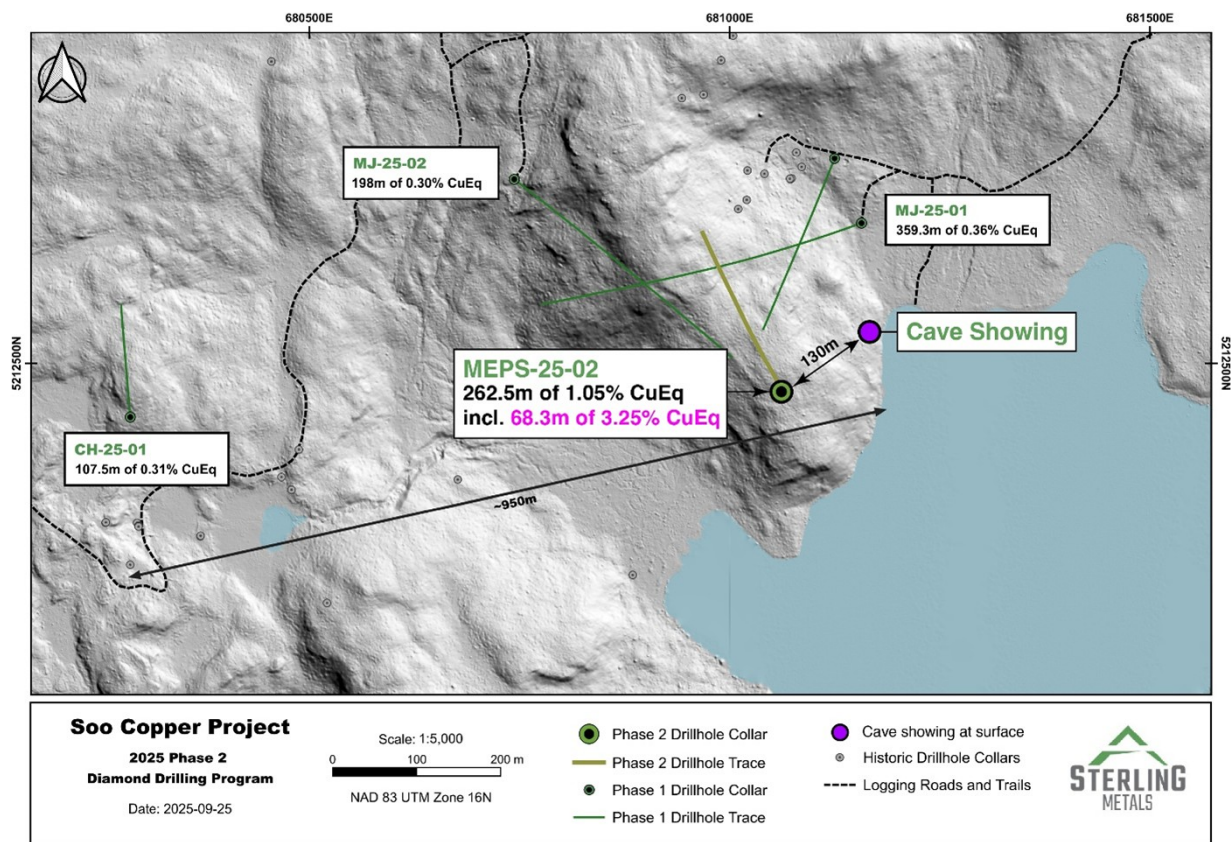 680500E
681000E
681500E
MJ-25-02
198m of 0.30% CuEq
MJ-25-01
359.3m of 0.36% CuEq
Cave Showing
130m
5212500N
5212500N
MEPS-25-02
262.5m of 1.05% CuEq
incl. 68.3m of 3.25% CuEq
CH-25-01
107.5m of 0.31% CuEq
~950m
Soo Copper Project
2025 Phase 2
Diamond Drilling Program
Date: 2025-09-25
Scale: 1:5,000
0 100 200 m
NAD 83 UTM Zone 16N
Phase 2 Drillhole Collar
Phase 2 Drillhole Trace
Phase 1 Drillhole Collar
Phase 1 Drillhole Trace
Cave showing at surface
Historic Drillhole Collars
Logging Roads and Trails
STERLING
METALS